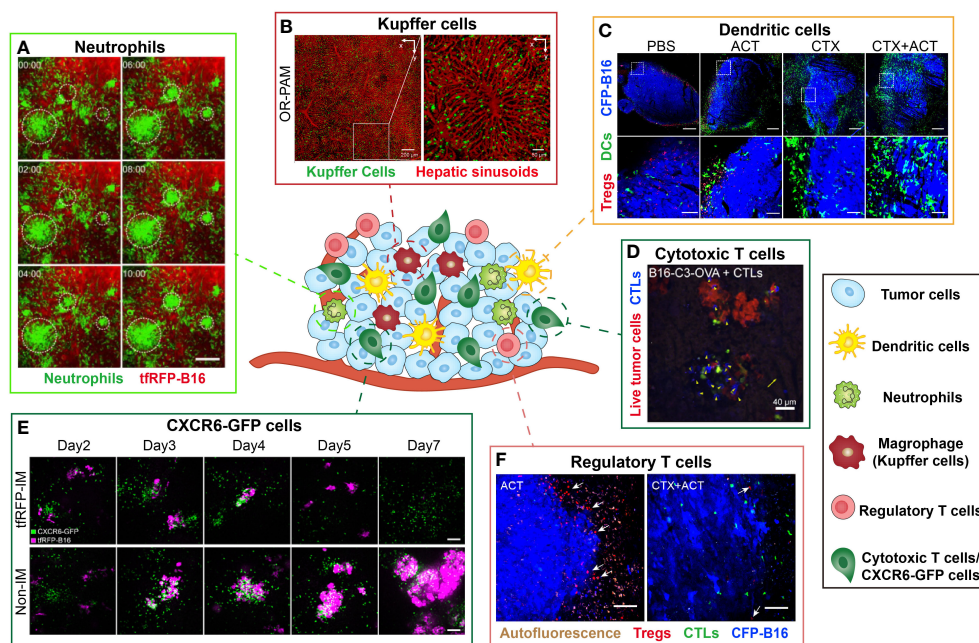 A
Neutrophils
00:00
06:00
02:00
08:00
04:00
10:00
Neutrophils tfRFP-B16
B
Kupffer cells
OR-PAM
x
y
x
y
200 µm
50 µm
Kupffer Cells Hepatic sinusoids
C
Dendritic cells
PBS ACT CTX CTX+ACT
CFP-B16
DCs
Tregs
D
Cytotoxic T cells
B16-C3-OVA + CTLs
Live tumor cells CTLs
40 µm
E
CXCR6-GFP cells
Day2 Day3 Day4 Day5 Day7
tfRFP-IM
CXCR6-GFP
tfRFP-B16
Non-IM
F
Regulatory T cells
ACT
CTX+ACT
Autofluorescence Tregs CTLs CFP-B16
Tumor cells
Dendritic cells
Neutrophils
Magrophage
(Kupffer cells)
Regulatory T cells
Cytotoxic T cells/
CXCR6-GFP cells